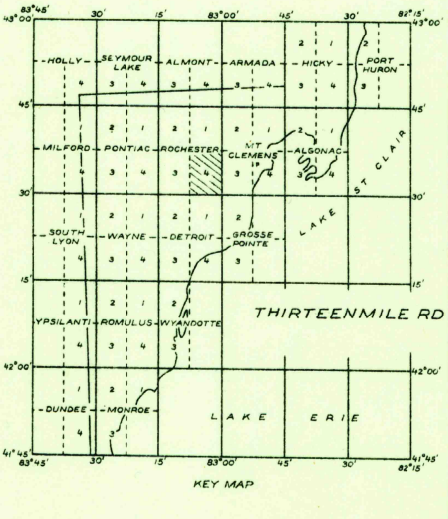 83°45' 30' 15' 83°00' 45' 30' 82°15'
43°00' 43°00'
2 1 2
HOLLY SEYMOUR LAKE ALMONT ARMADA HICKY PORT HURON
4 3 4 3 4 3 4 3 4 3
45' 45'
2 1 2 1 2 1
MILFORD PONTIAC ROCHESTER MT CLEMENS ALGONAC
4 3 4 3 4 3 4 3 4
LAKE ST CLAIR
30' 30'
1 2 1 2 1 2
SOUTH LYON WAYNE DETROIT GROSSE POINTE
4 3 4 3 4 3
15' 15'
1 2 1 2
THIRTEENMILE RD
YPSILANTI ROMULUS WYANDOTTE
4 3 4 3
42°00' 42°00'
1 2 1
DUNDEE MONROE LAKE ERIE
4 3
41°45' 41°45'
83°45' 30' 15' 83°00' 45' 30' 82°15'
KEY MAP